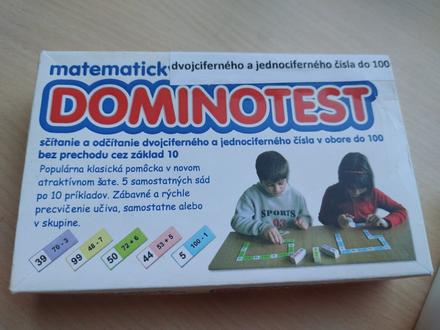 matematick
dvojciferného a jednociferného čísla do 100
DOMINOTEST
sčítanie a odčítanie dvojciferného a jednociferného čísla v obore do 100
bez prechodu cez základ 10
Populárna klasická pomôcka v novom
atraktívnom šate. 5 samostatných sád
po 10 príkladov. Zábavné a rýchle
precvičenie učiva, samostatne alebo
v skupine.
SPORTS
39 70 - 3
99 48 - 7
50 72 + 6
44 53 + 5
5 100 - 1